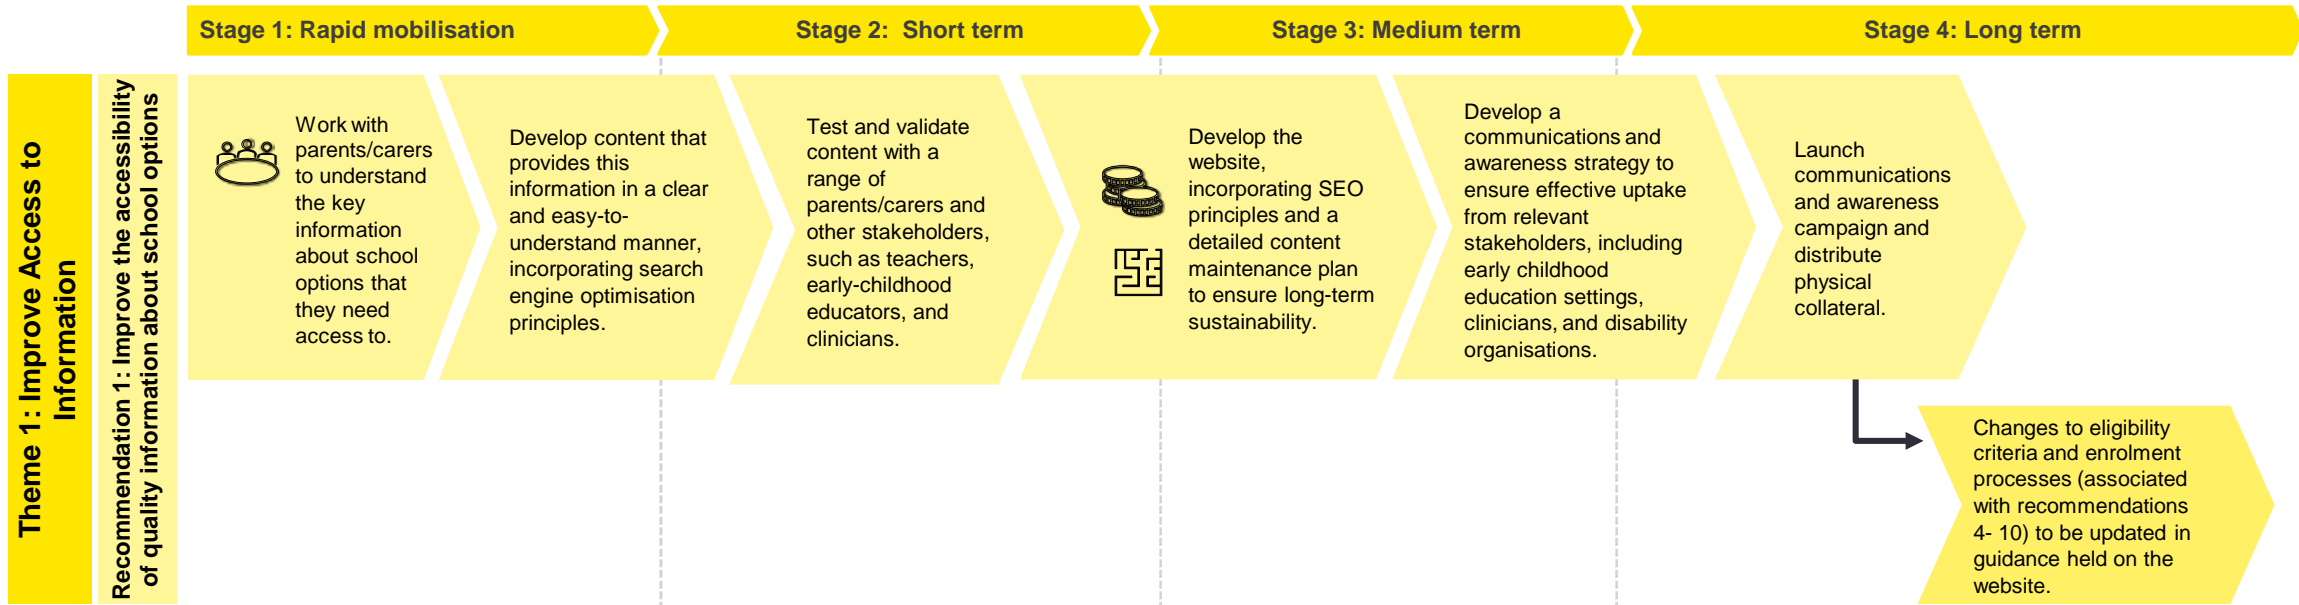 Stage 1: Rapid mobilisation
Stage 2: Short term
Stage 3: Medium term
Stage 4: Long term
Theme 1: Improve Access to
Information
Recommendation 1: Improve the accessibility
of quality information about school options
Work with
parents/carers
to understand
the key
information
about school
options that
they need
access to.
Develop content that
provides this
information in a clear
and easy-to-
understand manner,
incorporating search
engine optimisation
principles.
Test and validate
content with a
range of
parents/carers and
other stakeholders,
such as teachers,
early-childhood
educators, and
clinicians.
Develop the
website,
incorporating SEO
principles and a
detailed content
maintenance plan
to ensure long-term
sustainability.
Develop a
communications and
awareness strategy to
ensure effective uptake
from relevant
stakeholders, including
early childhood
education settings,
clinicians, and disability
organisations.
Launch
communications
and awareness
campaign and
distribute
physical
collateral.
Changes to eligibility
criteria and enrolment
processes (associated
with recommendations
4- 10) to be updated in
guidance held on the
website.